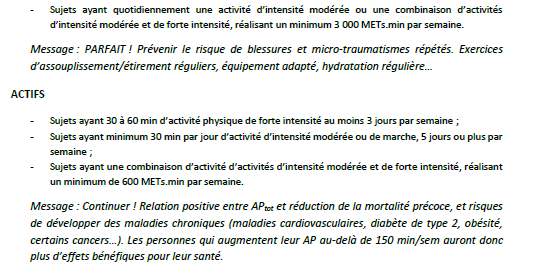 - Sujets ayant quotidiennement une activité d'intensité modérée ou une combinaison d'activités
d'intensité modérée et de forte intensité, réalisant un minimum 3 000 METs.min par semaine.
Message : PARFAIT ! Prévenir le risque de blessures et micro-traumatismes répétés. Exercices
d'assouplissement/étirement réguliers, équipement adapté, hydratation régulière…
ACTIFS
- Sujets ayant 30 à 60 min d'activité physique de forte intensité au moins 3 jours par semaine ;
- Sujets ayant minimum 30 min par jour d'activité d'intensité modérée ou de marche, 5 jours ou plus par
semaine ;
- Sujets ayant une combinaison d'activité d'activités d'intensité modérée et de forte intensité, réalisant
un minimum de 600 METs.min par semaine.
Message : Continuer ! Relation positive entre APtot et réduction de la mortalité précoce, et risques
de développer des maladies chroniques (maladies cardiovasculaires, diabète de type 2, obésité,
certains cancers…). Les personnes qui augmentent leur AP au-delà de 150 min/sem auront donc
plus d'effets bénéfiques pour leur santé.